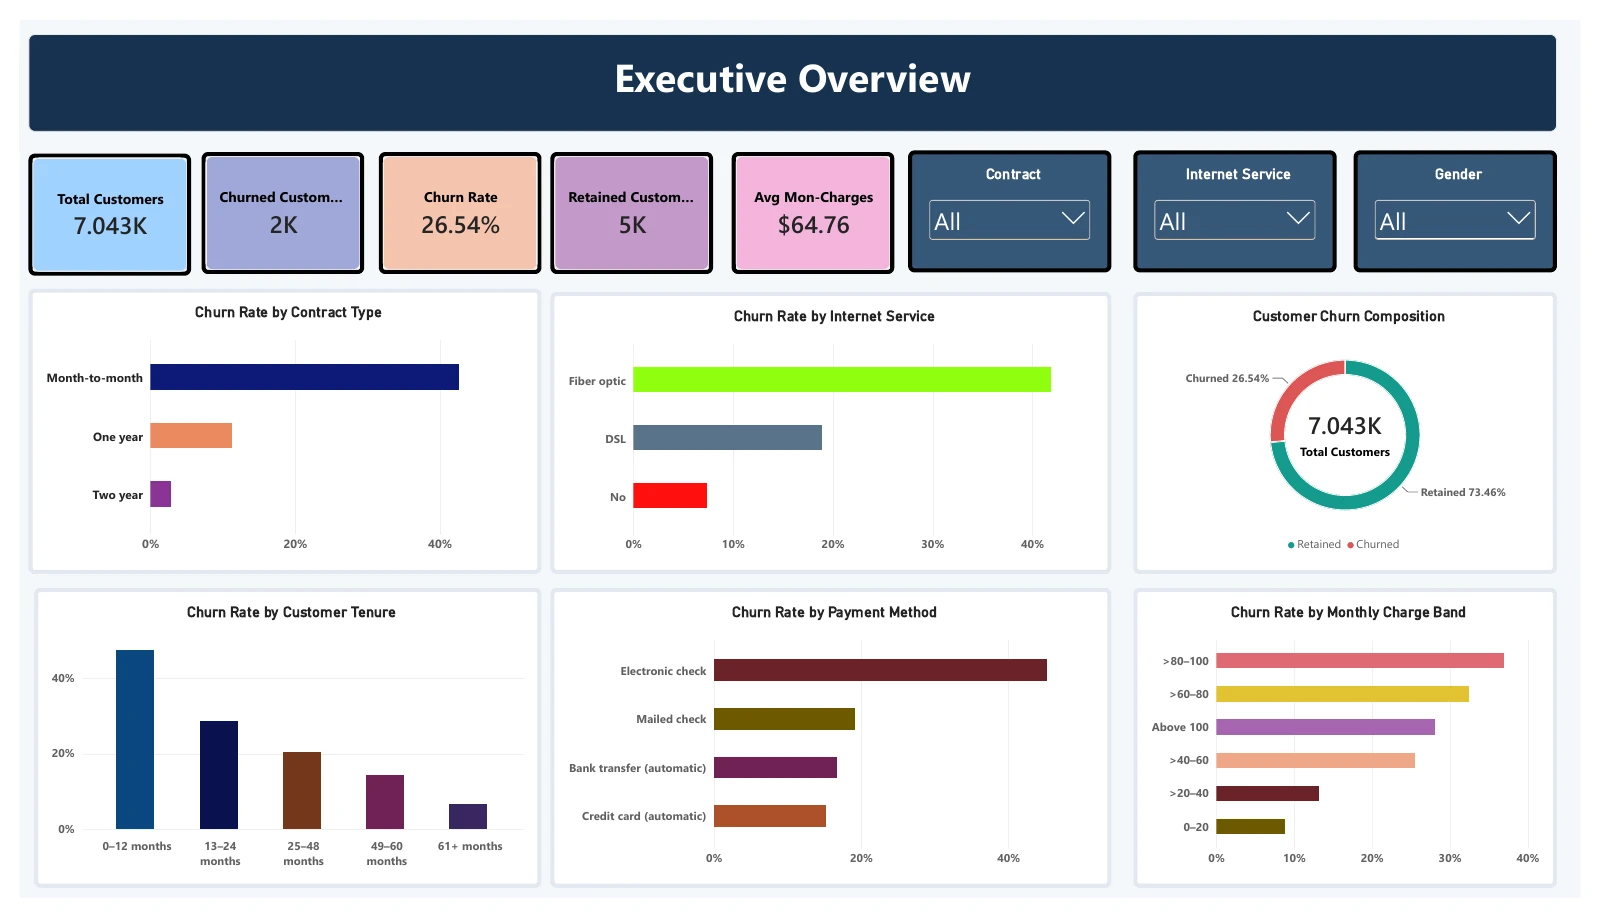 Executive Overview
Total Customers
7.043K
Churned Custom...
2K
Churn Rate
26.54%
Retained Custom...
5K
Avg Mon-Charges
$64.76
Contract
All
Internet Service
All
Gender
All
Churn Rate by Contract Type
Month-to-month
One year
Two year
0% 20% 40%
Churn Rate by Internet Service
Fiber optic
DSL
No
0% 10% 20% 30% 40%
Customer Churn Composition
Churned 26.54%
7.043K
Total Customers
Retained 73.46%
Retained Churned
Churn Rate by Customer Tenure
40%
20%
0%
0–12 months
13–24
months
25–48
months
49–60
months
61+ months
Churn Rate by Payment Method
Electronic check
Mailed check
Bank transfer (automatic)
Credit card (automatic)
0% 20% 40%
Churn Rate by Monthly Charge Band
>80–100
>60–80
Above 100
>40–60
>20–40
0–20
0% 10% 20% 30% 40%